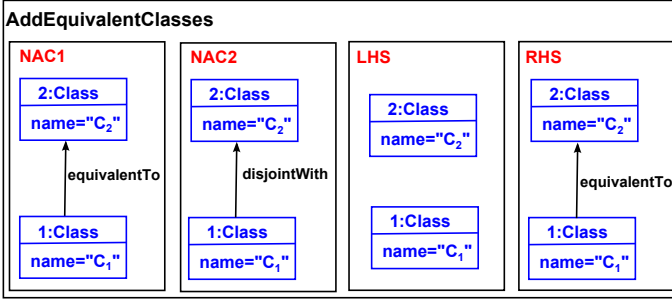 AddEquivalentClasses
NAC1
2:Class
name="C₂"
equivalentTo
1:Class
name="C₁"
NAC2
2:Class
name="C₂"
disjointWith
1:Class
name="C₁"
LHS
2:Class
name="C₂"
1:Class
name="C₁"
RHS
2:Class
name="C₂"
equivalentTo
1:Class
name="C₁"